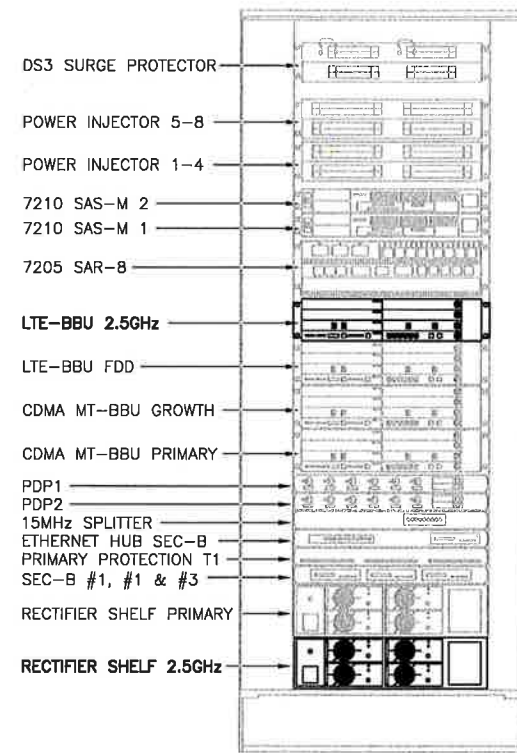 DS3 SURGE PROTECTOR
POWER INJECTOR 5-8
POWER INJECTOR 1-4
7210 SAS-M 2
7210 SAS-M 1
7205 SAR-8
LTE-BBU 2.5GHz
LTE-BBU FDD
CDMA MT-BBU GROWTH
CDMA MT-BBU PRIMARY
PDP1
PDP2
15MHz SPLITTER
ETHERNET HUB SEC-B
PRIMARY PROTECTION T1
SEC-B #1, #1 & #3
RECTIFIER SHELF PRIMARY
RECTIFIER SHELF 2.5GHz